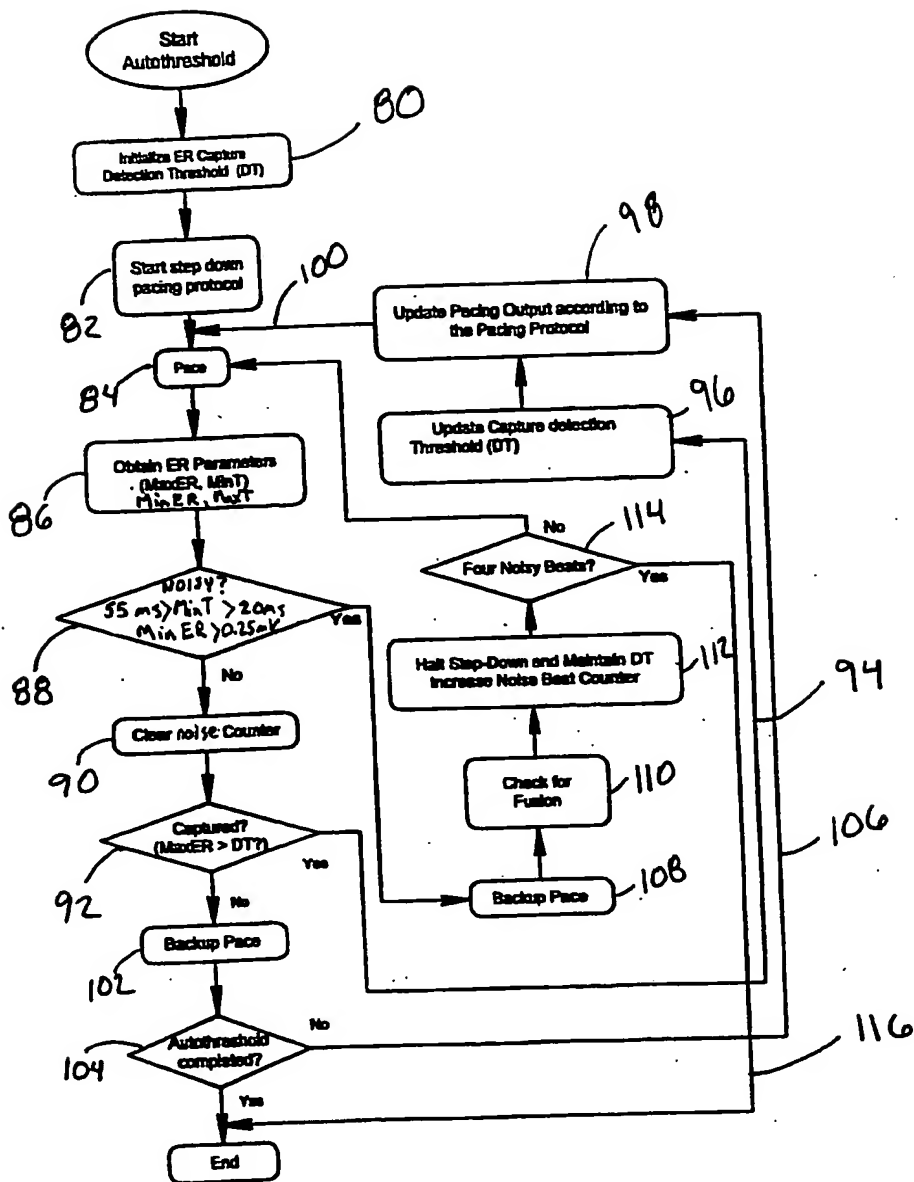 Start
Autothreshold
80
Initialize ER Capture
Detection Threshold (DT)
98
Start step down
pacing protocol
82
100
Update Pacing Output according to
the Pacing Protocol
Pace
84
96
Update Capture detection
Threshold (DT)
Obtain ER Parameters
(MaxER, MinT)
MinER, MaxT
86
No
114
Four Noisy Beats?
Yes
Noisy?
55 ms>MinT >20ms
MinER >0.25mV
Yes
88
No
Halt Step-Down and Maintain DT
Increase Noise Beat Counter
112
94
Clear noise Counter
90
Check for
Fusion
110
Captured?
(MaxER > DT?)
Yes
92
No
106
Backup Pace
108
Backup Pace
102
Autothreshold
completed?
No
104
Yes
116
End